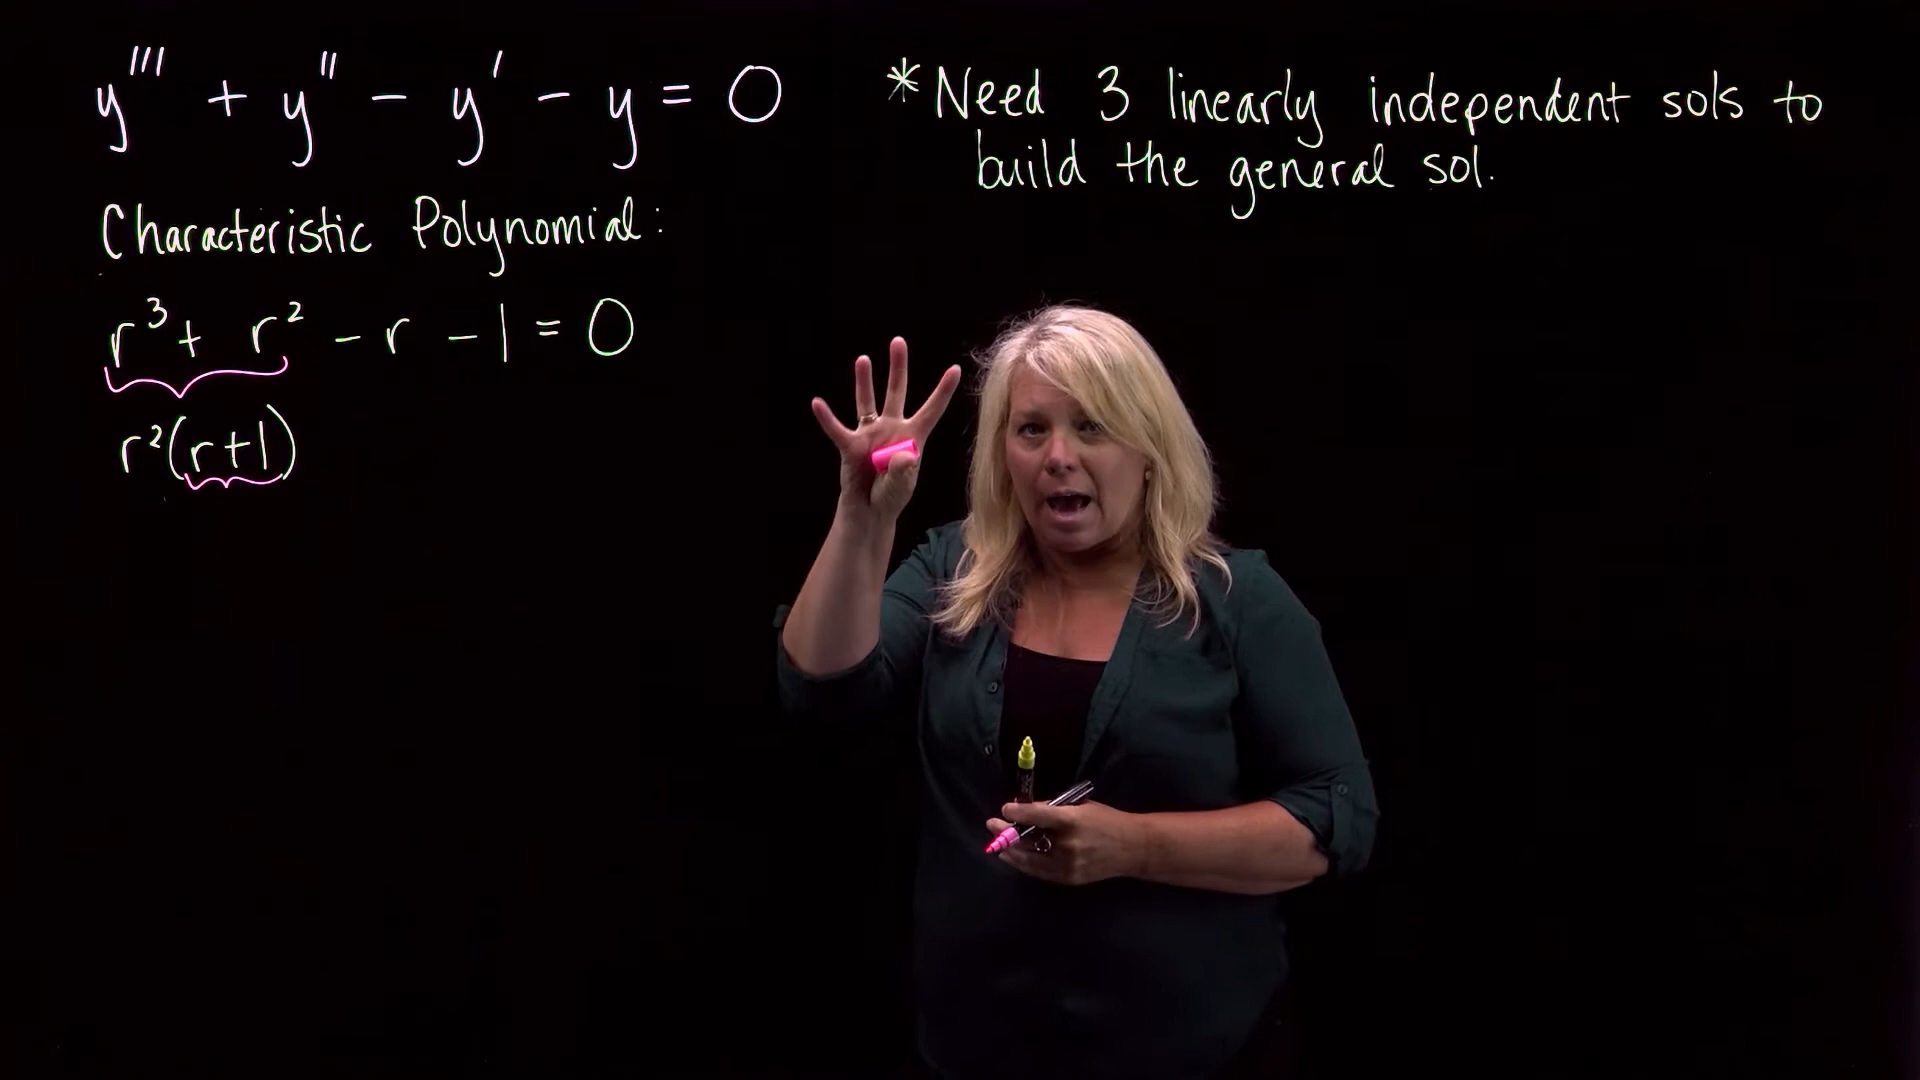 y''' + y'' - y' - y = 0
* Need 3 linearly independent sols to
build the general sol.
Characteristic Polynomial:
r³ + r² - r - 1 = 0
r²(r+1)